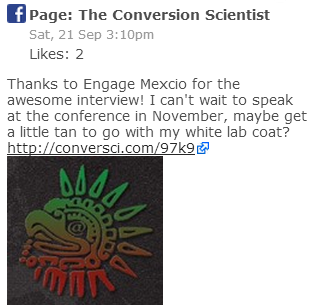 f Page: The Conversion Scientist
Sat, 21 Sep 3:10pm
Likes: 2
Thanks to Engage Mexcio for the
awesome interview! I can't wait to speak
at the conference in November, maybe get
a little tan to go with my white lab coat?
http://conversci.com/97k9
@